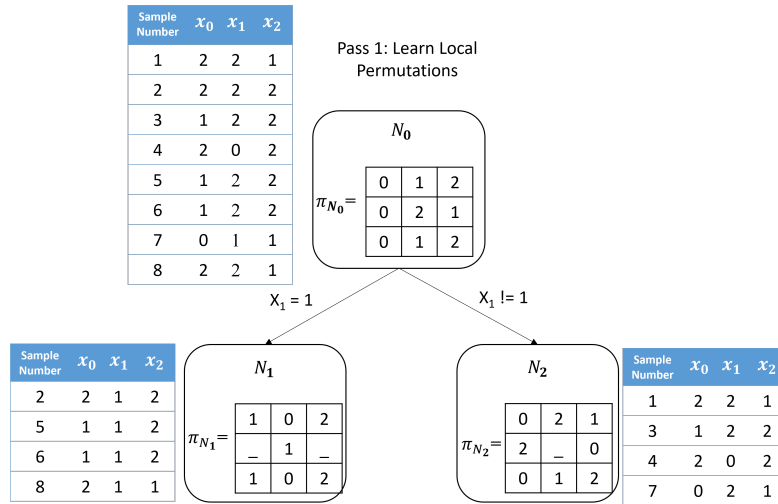 Sample Number x₀ x₁ x₂
1 2 2 1
2 2 2 2
3 1 2 2
4 2 0 2
5 1 2 2
6 1 2 2
7 0 1 1
8 2 2 1
Pass 1: Learn Local
Permutations
N₀
π_N₀=
0 1 2
0 2 1
0 1 2
X₁ = 1
X₁ != 1
Sample Number x₀ x₁ x₂
2 2 1 2
5 1 1 2
6 1 1 2
8 2 1 1
N₁
π_N₁=
1 0 2
_ 1 _
1 0 2
N₂
π_N₂=
0 2 1
2 _ 0
0 1 2
Sample Number x₀ x₁ x₂
1 2 2 1
3 1 2 2
4 2 0 2
7 0 2 1